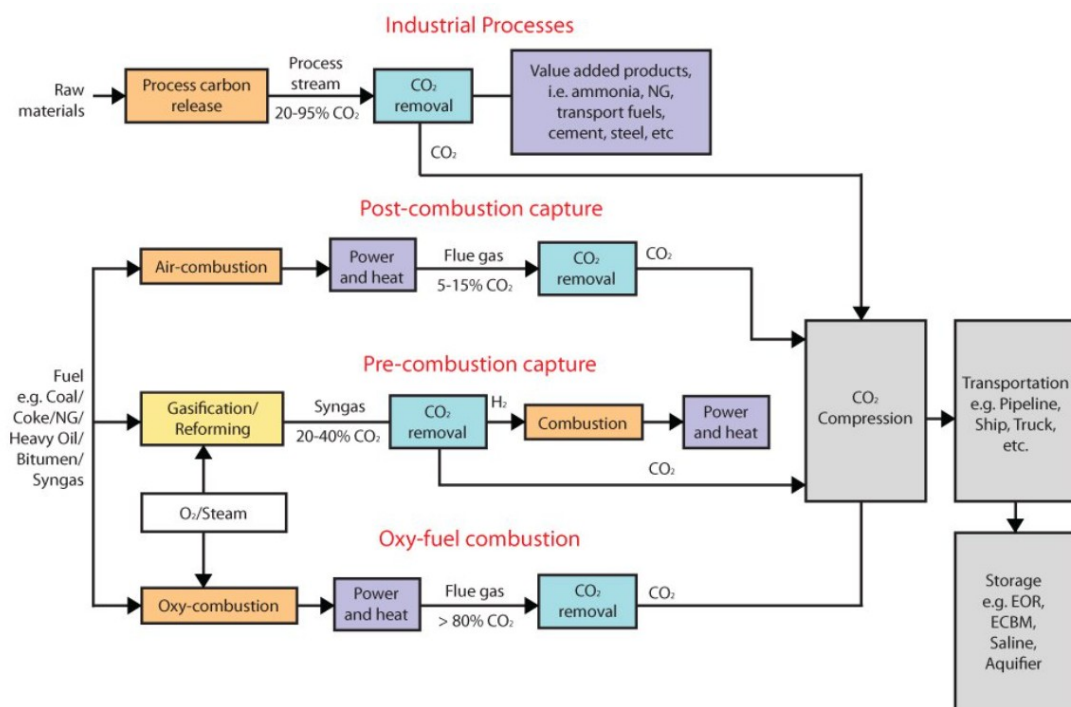 Industrial Processes
Raw
materials
Process carbon
release
Process
stream
20-95% CO₂
CO₂
removal
Value added products,
i.e. ammonia, NG,
transport fuels,
cement, steel, etc
CO₂
Post-combustion capture
Air-combustion
Power
and heat
Flue gas
5-15% CO₂
CO₂
removal
CO₂
Fuel
e.g. Coal/
Coke/NG/
Heavy Oil/
Bitumen/
Syngas
Pre-combustion capture
Gasification/
Reforming
Syngas
20-40% CO₂
CO₂
removal
H₂
Combustion
Power
and heat
CO₂
O₂/Steam
Oxy-fuel combustion
Oxy-combustion
Power
and heat
Flue gas
> 80% CO₂
CO₂
removal
CO₂
CO₂
Compression
Transportation
e.g. Pipeline,
Ship, Truck,
etc.
Storage
e.g. EOR,
ECBM,
Saline,
Aquifier